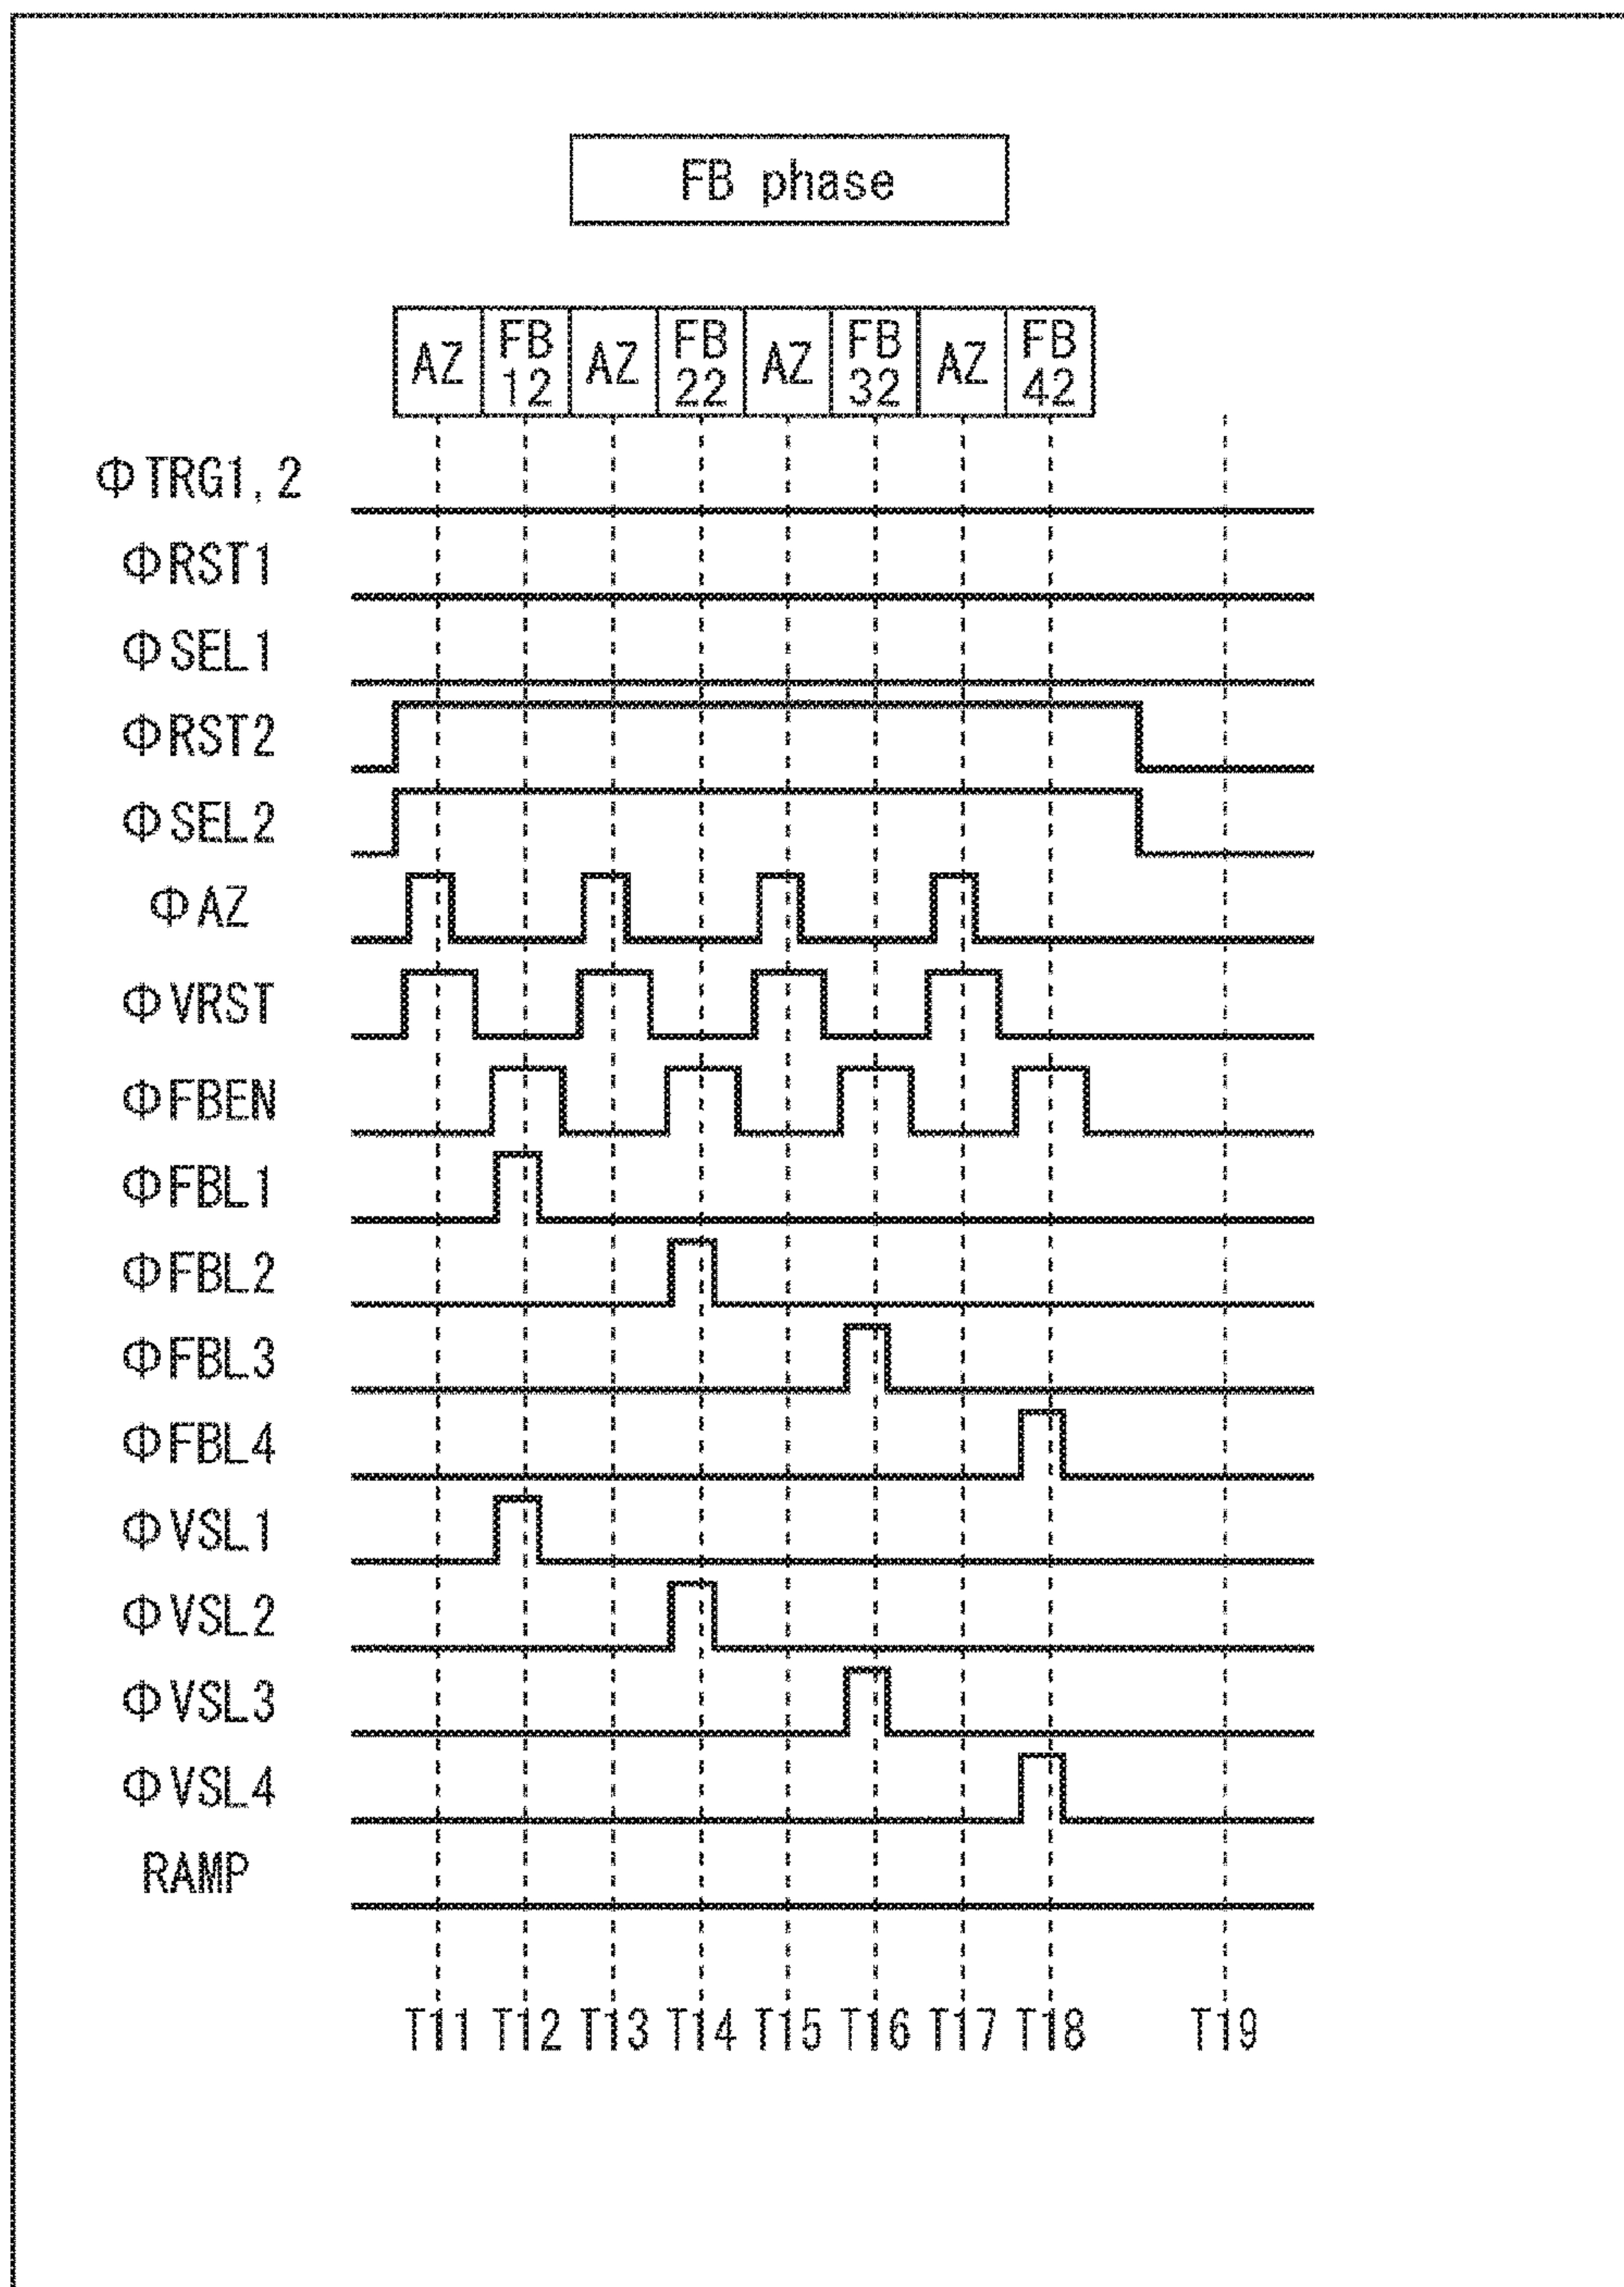 FB phase
AZ FB 12 AZ FB 22 AZ FB 32 AZ FB 42
ΦTRG1, 2
ΦRST1
ΦSEL1
ΦRST2
ΦSEL2
ΦAZ
ΦVRST
ΦFBEN
ΦFBL1
ΦFBL2
ΦFBL3
ΦFBL4
ΦVSL1
ΦVSL2
ΦVSL3
ΦVSL4
RAMP
T11 T12 T13 T14 T15 T16 T17 T18 T19